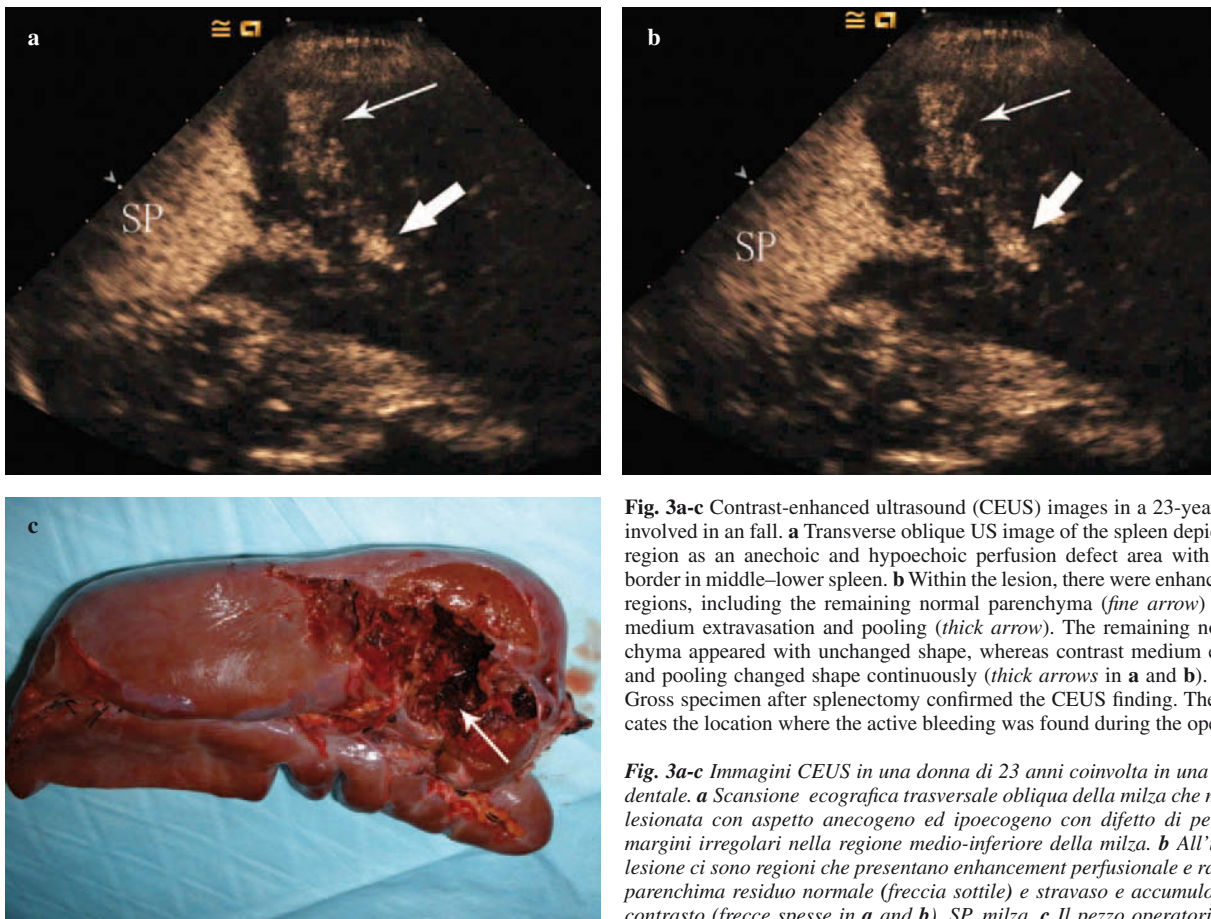 a
SP
b
SP
c
Fig. 3a-c Contrast-enhanced ultrasound (CEUS) images in a 23-year
involved in an fall. a Transverse oblique US image of the spleen depic
region as an anechoic and hypoechoic perfusion defect area with
border in middle–lower spleen. b Within the lesion, there were enhanc
regions, including the remaining normal parenchyma (fine arrow)
medium extravasation and pooling (thick arrow). The remaining no
chyma appeared with unchanged shape, whereas contrast medium e
and pooling changed shape continuously (thick arrows in a and b).
Gross specimen after splenectomy confirmed the CEUS finding. The
cates the location where the active bleeding was found during the ope
Fig. 3a-c Immagini CEUS in una donna di 23 anni coinvolta in una
dentale. a Scansione ecografica trasversale obliqua della milza che m
lesionata con aspetto anecogeno ed ipoecogeno con difetto di pe
margini irregolari nella regione medio-inferiore della milza. b All'i
lesione ci sono regioni che presentano enhancement perfusionale e ra
parenchima residuo normale (freccia sottile) e stravaso e accumulo
contrasto (frecce spesse in a and b). SP, milza. c Il pezzo operatori